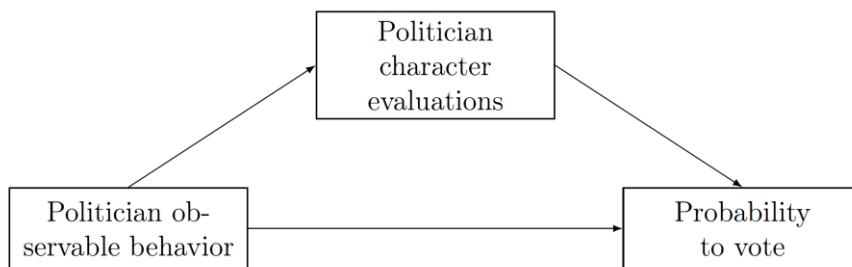 Politician
character
evaluations
Politician ob-
servable behavior
Probability
to vote